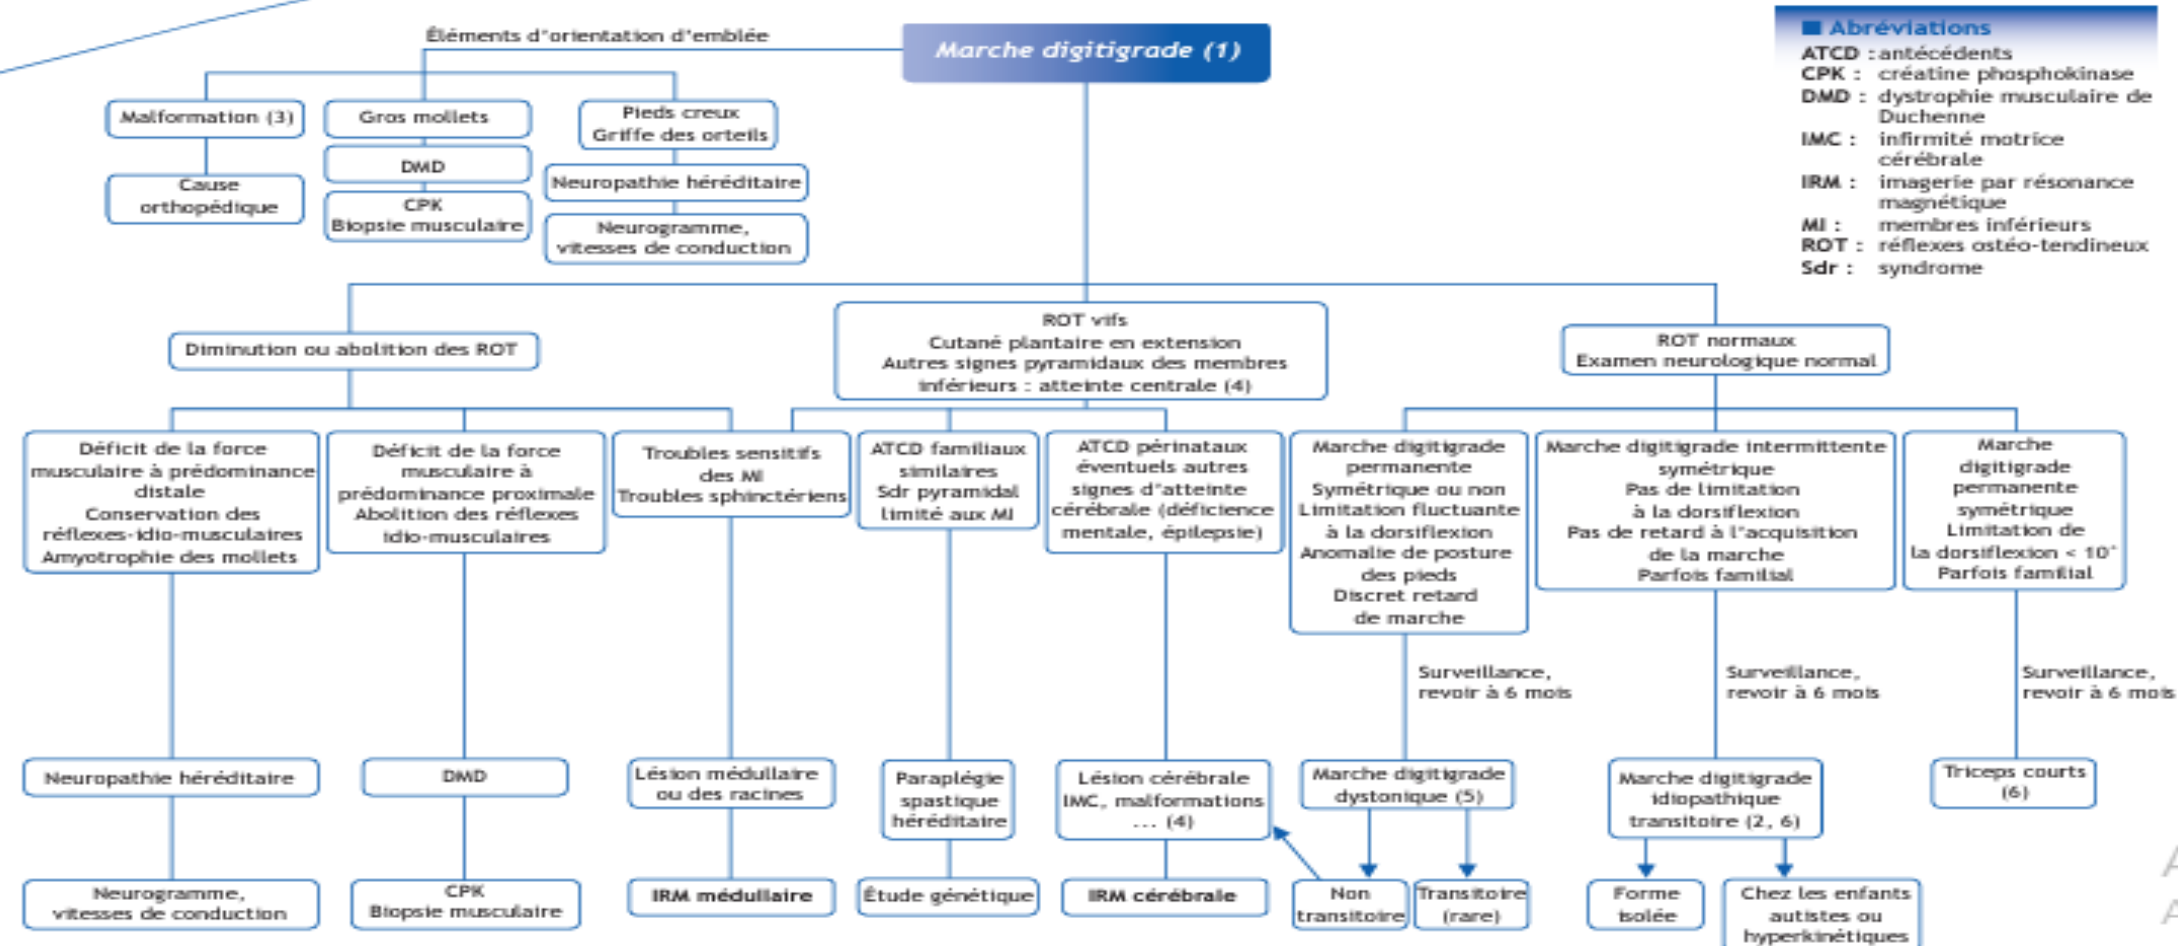 Éléments d'orientation d'emblée
Marche digitigrade (1)
Malformation (3)
Cause
orthopédique
Gros mollets
DMD
CPK
Biopsie musculaire
Pieds creux
Griffe des orteils
Neuropathie héréditaire
Neurogramme,
vitesses de conduction
■ Abréviations
ATCD : antécédents
CPK : créatine phosphokinase
DMD : dystrophie musculaire de
Duchenne
IMC : infirmité motrice
cérébrale
IRM : imagerie par résonance
magnétique
MI : membres inférieurs
ROT : réflexes ostéo-tendineux
Sdr : syndrome
Diminution ou abolition des ROT
ROT vifs
Cutané plantaire en extension
Autres signes pyramidaux des membres
inférieurs : atteinte centrale (4)
ROT normaux
Examen neurologique normal
Déficit de la force
musculaire à prédominance
distale
Conservation des
réflexes-idio-musculaires
Amyotrophie des mollets
Déficit de la force
musculaire à
prédominance proximale
Abolition des réflexes
idio-musculaires
Troubles sensitifs
des MI
Troubles sphinctériens
ATCD familiaux
similaires
Sdr pyramidal
limité aux MI
ATCD périnataux
éventuels autres
signes d'atteinte
cérébrale (déficience
mentale, épilepsie)
Marche digitigrade
permanente
Symétrique ou non
Limitation fluctuante
à la dorsiflexion
Anomalie de posture
des pieds
Discret retard
de marche
Marche digitigrade intermittente
symétrique
Pas de limitation
à la dorsiflexion
Pas de retard à l'acquisition
de la marche
Parfois familial
Marche
digitigrade
permanente
symétrique
Limitation de
la dorsiflexion < 10°
Parfois familial
Surveillance,
revoir à 6 mois
Surveillance,
revoir à 6 mois
Surveillance,
revoir à 6 mois
Neuropathie héréditaire
DMD
Lésion médullaire
ou des racines
Paraplégie
spastique
héréditaire
Lésion cérébrale
IMC, malformations
... (4)
Marche digitigrade
dystonique (5)
Marche digitigrade
idiopathique
transitoire (2, 6)
Triceps courts
(6)
Neurogramme,
vitesses de conduction
CPK
Biopsie musculaire
IRM médullaire
Étude génétique
IRM cérébrale
Non
transitoire
Transitoire
(rare)
Forme
isolée
Chez les enfants
autistes ou
hyperkinétiques
A
A